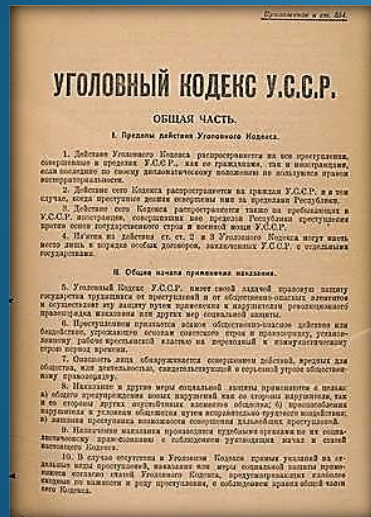 Приложение к ст. 554.
УГОЛОВНЫЙ КОДЕКС У.С.С.Р.
ОБЩАЯ ЧАСТЬ.
I. Пределы действия Уголовного Кодекса.
1. Действие Уголовного Кодекса распространяется на все преступления,
совершенные в пределах У.С.С.Р., как ее гражданами, так и иностранцами,
если последние по своему дипломатическому положению не пользуются правом
экстерриториальности.
2. Действие сего Кодекса распространяется на граждан У.С.С.Р. и в том
случае, когда преступные деяния совершены ими за пределами Республики.
3. Действие сего Кодекса распространяется также на пребывающих в
У.С.С.Р. иностранцев, совершивших вне пределов Республики преступления
против основ государственного строя и военной мощи У.С.С.Р.
4. Изъятия из действия ст. ст. 2 и 3 Уголовного Кодекса могут иметь
место лишь в порядке особых договоров, заключенных У.С.С.Р. с отдельными
государствами.
II. Общие начала применения наказания.
5. Уголовный Кодекс У.С.С.Р. имеет своей задачей правовую защиту
государства трудящихся от преступлений и от общественно-опасных элементов
и осуществляет эту защиту путем применения к нарушителям революционного
правопорядка наказания или других мер социальной защиты.
6. Преступлением признается всякое общественно-опасное действие или
бездействие, угрожающее основам советского строя и правопорядку, установ-
ленному рабоче-крестьянской властью на переходный к коммунистическому
строю период времени.
7. Опасность лица обнаруживается совершением действий, вредных для
общества, или деятельностью, свидетельствующей о серьезной угрозе обществен-
ному правопорядку.
8. Наказание и другие меры социальной защиты применяются с целью:
а) общего предупреждения новых нарушений как со стороны нарушителя, так
и со стороны других неустойчивых элементов общества; б) приспособления
нарушителя к условиям общежития путем исправительно-трудового воздействия;
в) лишения преступника возможности совершения дальнейших преступлений.
9. Назначение наказания производится судебными органами по их социа-
листическому правосознанию с соблюдением руководящих начал и статей
настоящего Кодекса.
10. В случае отсутствия в Уголовном Кодексе прямых указаний на от-
дельные виды преступлений, наказания или меры социальной защиты приме-
няются согласно статей Уголовного Кодекса, предусматривающих наиболее
сходные по важности и роду преступления, с соблюдением правил общей части
сего Кодекса.